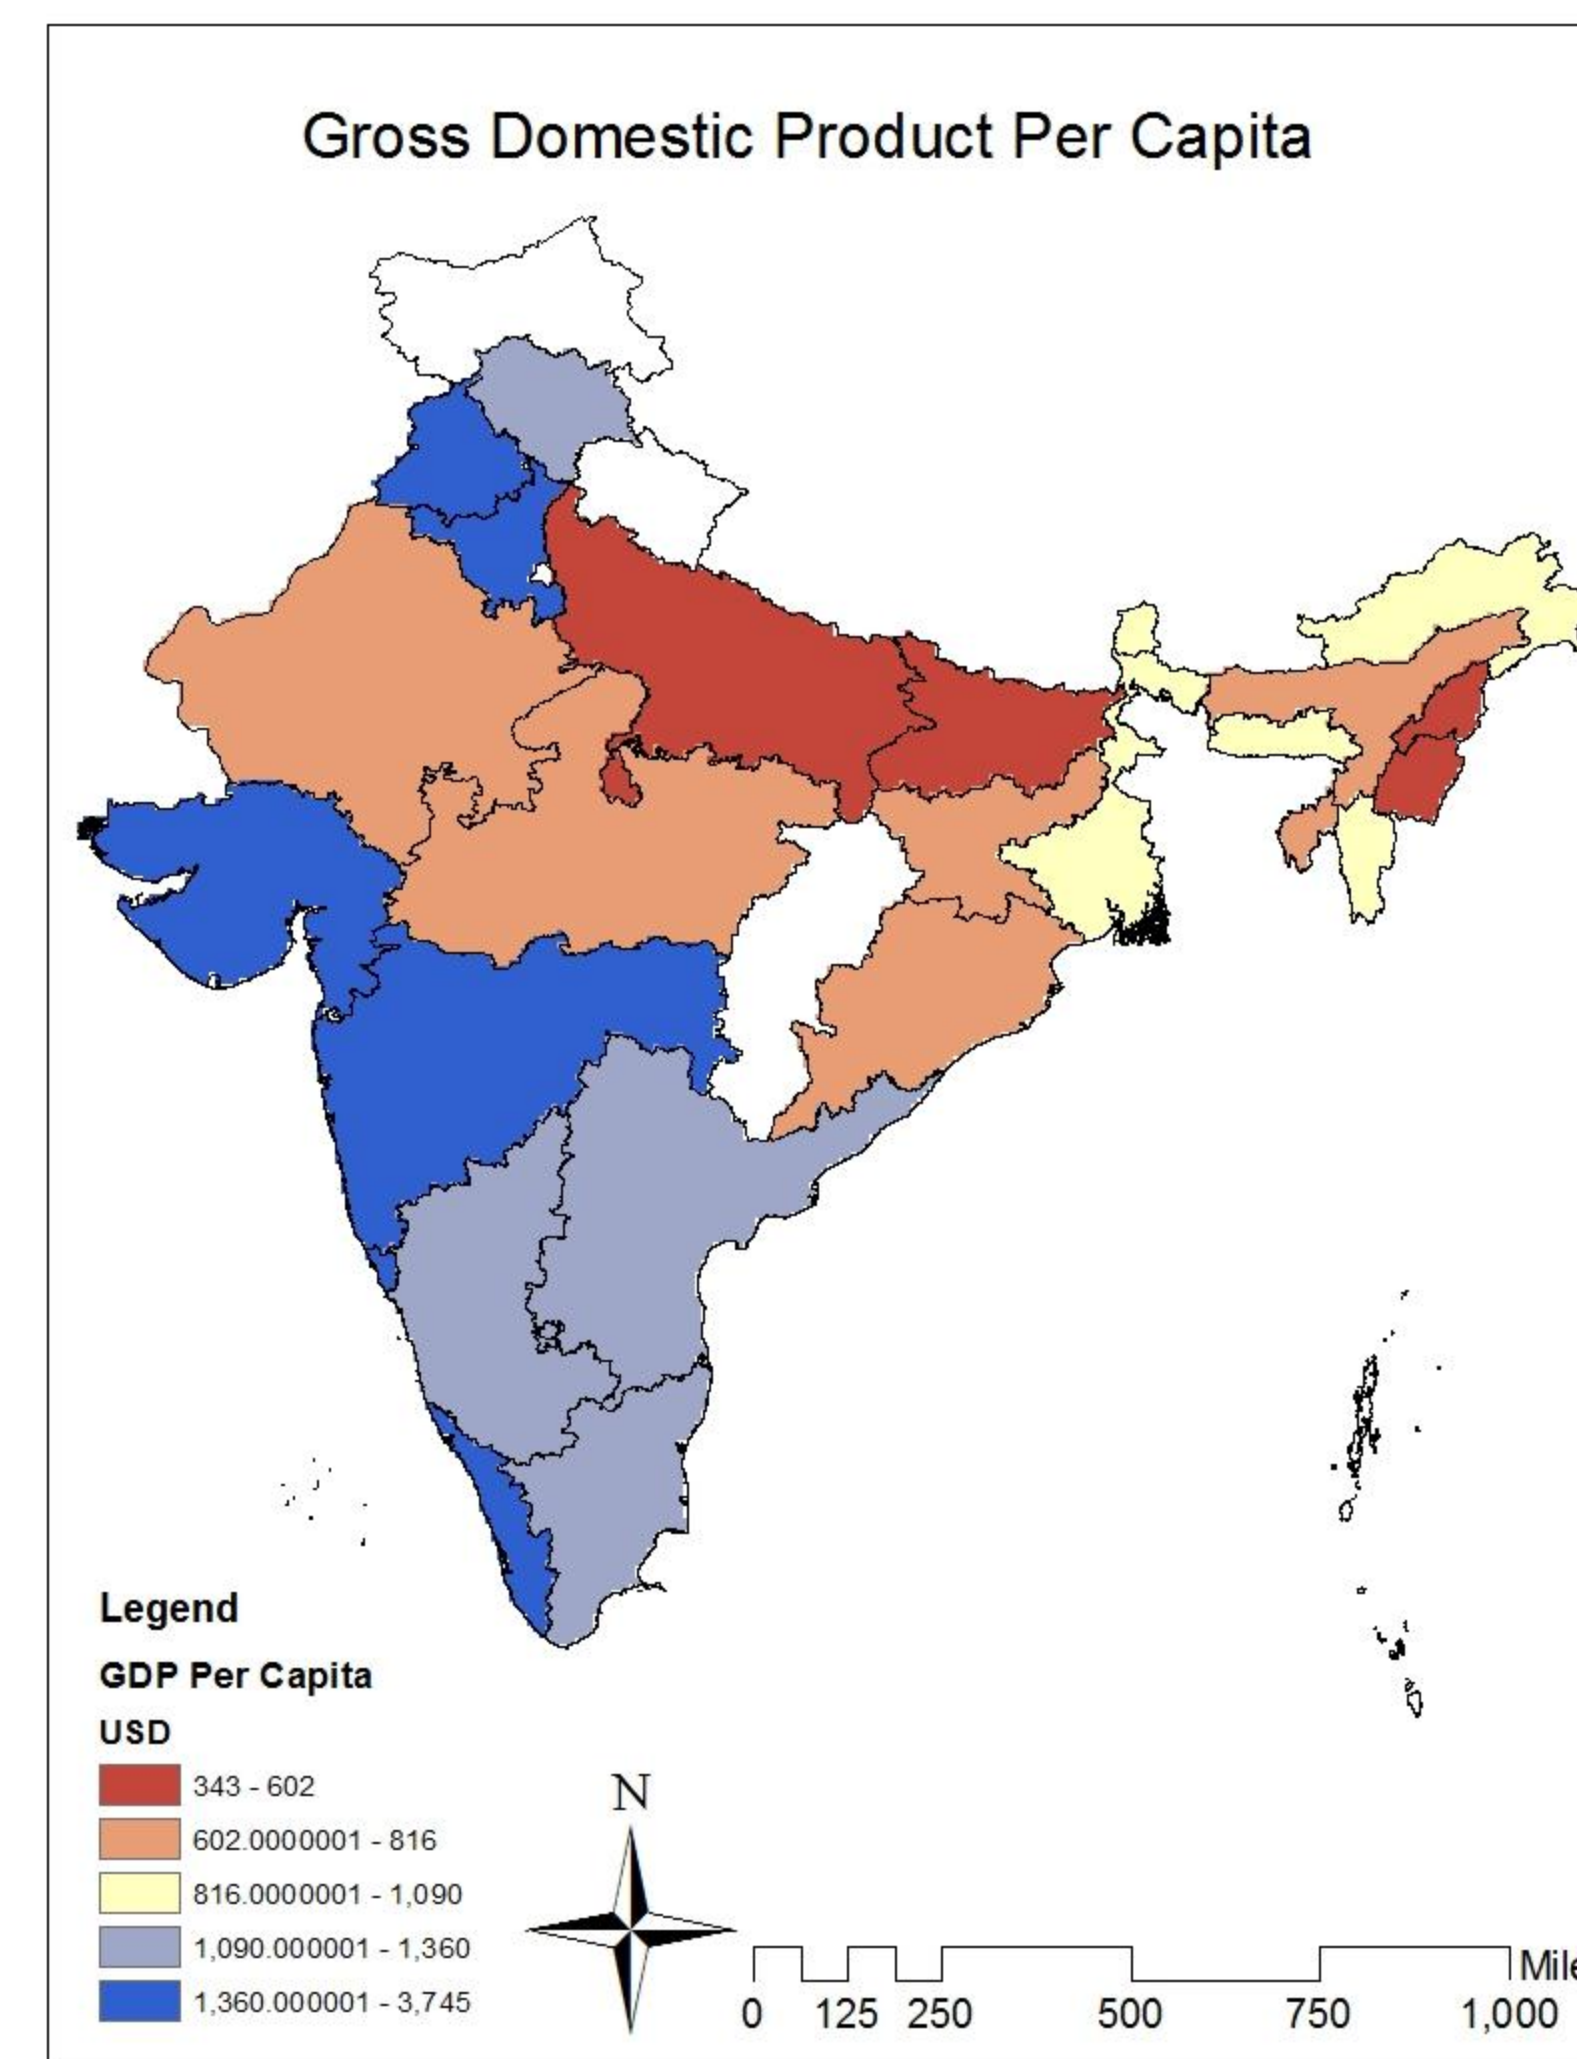 Gross Domestic Product Per Capita
Legend
GDP Per Capita
USD
343 - 602
602.0000001 - 816
816.0000001 - 1,090
1,090.000001 - 1,360
1,360.000001 - 3,745
N
Mile
0 125 250 500 750 1,000